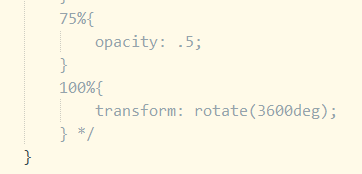 75%{
opacity: .5;
}
100%{
transform: rotate(3600deg);
} */
}